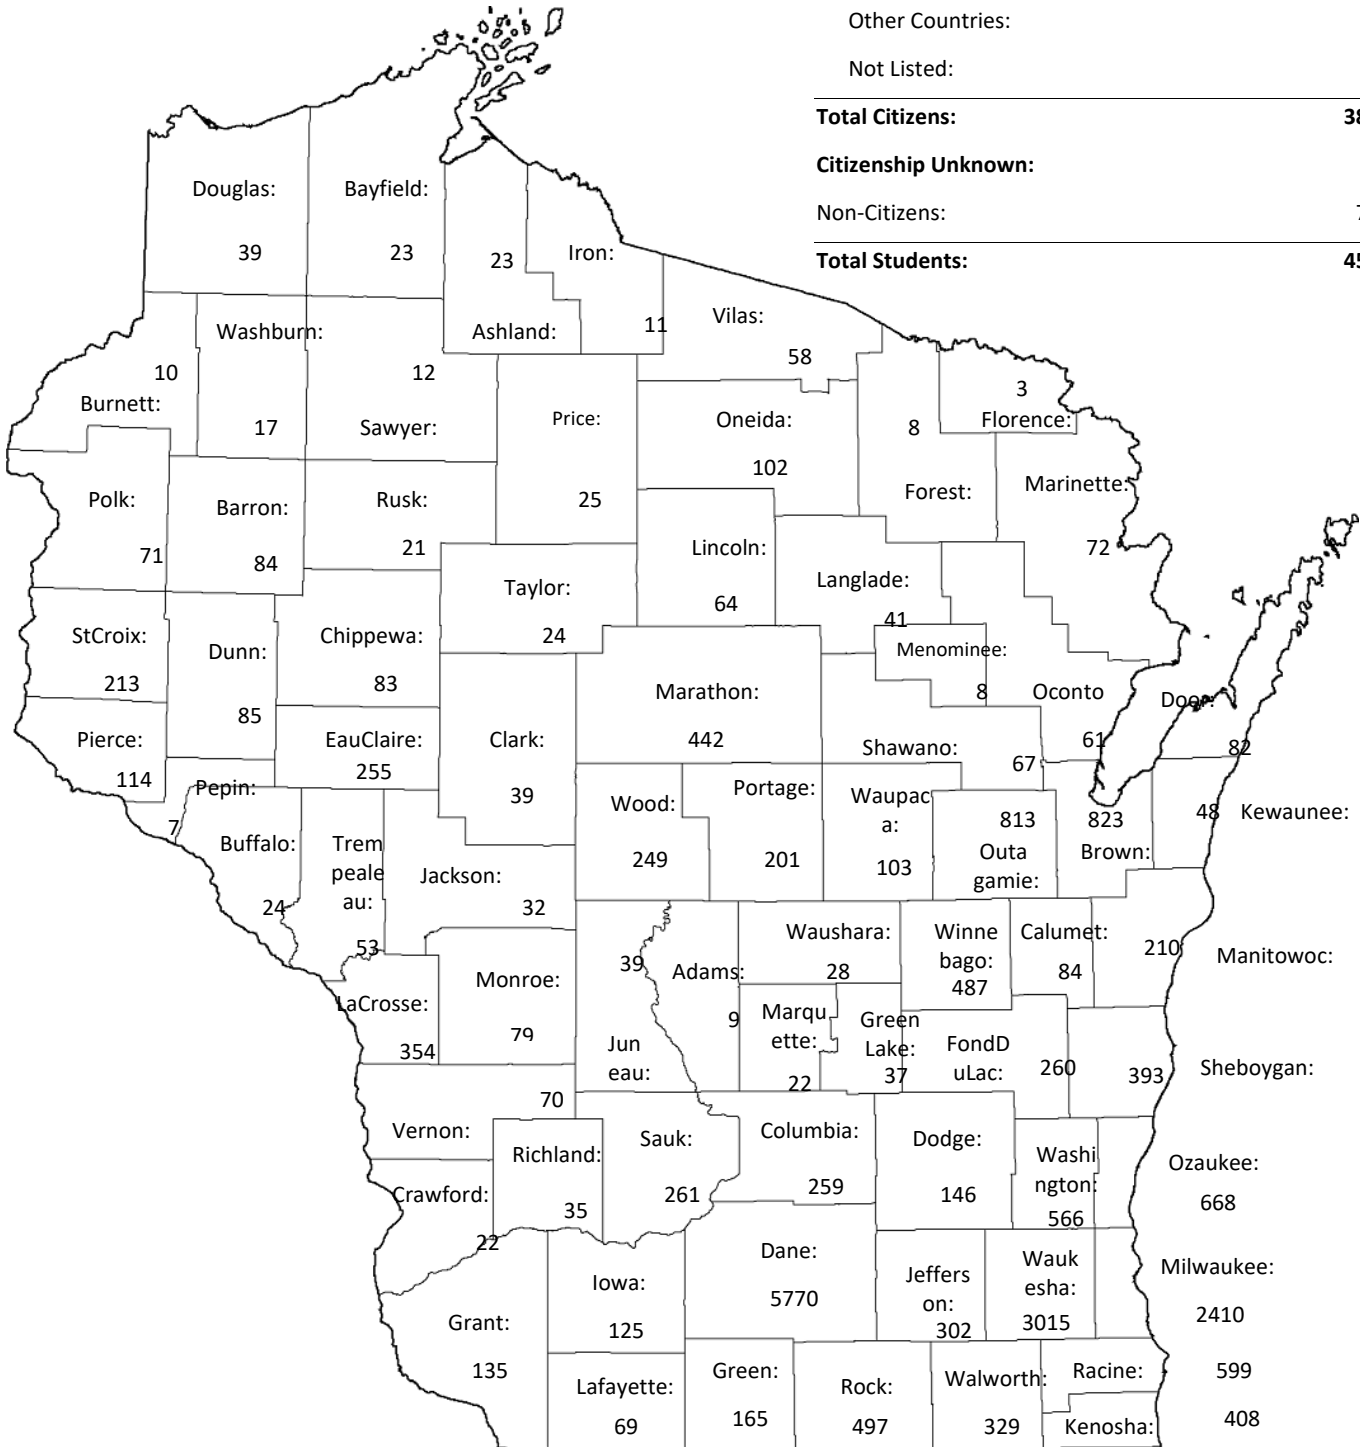 Other Countries:
Not Listed:
Total Citizens: 38
Citizenship Unknown:
Non-Citizens: 7
Total Students: 45
Douglas:
39
Bayfield:
23
23
Ashland:
Iron:
11
Vilas:
58
Washburn:
17
10
Burnett:
12
Sawyer:
Price:
25
Oneida:
102
8
Forest:
3
Florence:
Marinette:
72
Polk:
71
Barron:
84
Rusk:
21
Lincoln:
64
Langlade:
41
Taylor:
24
StCroix:
213
Dunn:
85
Chippewa:
83
Menominee:
8
Oconto
61
Door:
82
Marathon:
442
Shawano:
67
Pierce:
114
EauClaire:
255
Clark:
39
Pepin:
7
Buffalo:
24
Trem
peale
au:
53
Jackson:
32
Wood:
249
Portage:
201
Waupac
a:
103
813
Outa
gamie:
823
Brown:
48
Kewaunee:
LaCrosse:
354
Monroe:
79
39
Jun
eau:
Adams:
9
Waushara:
28
Winne
bago:
487
Calumet:
84
210
Manitowoc:
Marqu
ette:
22
Green
Lake:
37
FondD
uLac:
260
393
Sheboygan:
70
Vernon:
Richland:
35
Sauk:
261
Columbia:
259
Dodge:
146
Washi
ngton:
566
Ozaukee:
668
Crawford:
22
Grant:
135
Iowa:
125
Dane:
5770
Jeffers
on:
302
Wauk
esha:
3015
Milwaukee:
2410
Lafayette:
69
Green:
165
Rock:
497
Walworth:
329
Racine:
599
Kenosha:
408